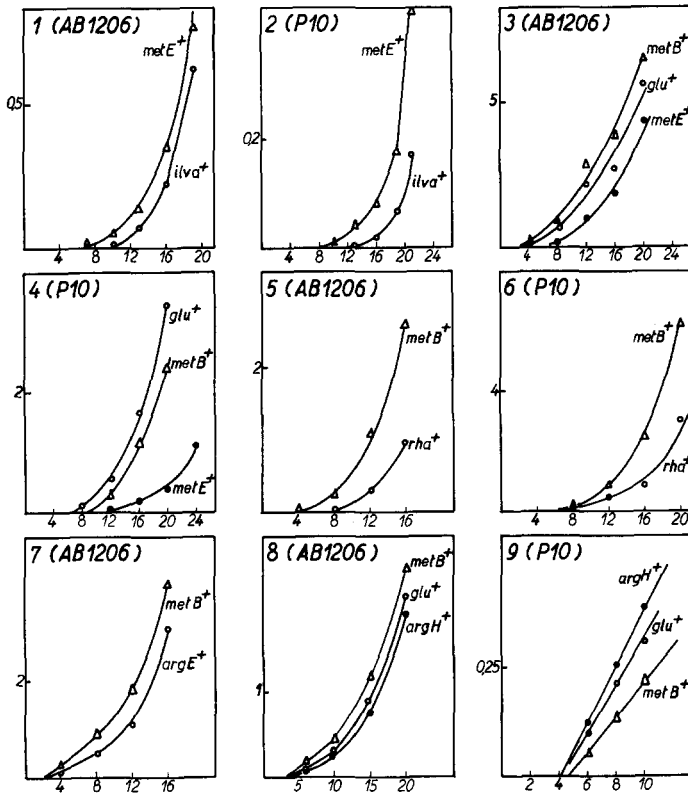 1 (AB1206)
metE+
0,5
ilva+
4 8 12 16 20
2 (P10)
metE+
0,2
ilva+
4 8 12 16 20 24
3 (AB1206)
metB+
glu+
5
metE+
4 8 12 16 20
4 (P10)
glu+
metB+
2
metE+
4 8 12 16 20 24
5 (AB1206)
metB+
2
rha+
4 8 12 16
6 (P10)
metB+
4
rha+
4 8 12 16 20
7 (AB1206)
metB+
argE+
2
4 8 12 16
8 (AB1206)
metB+
glu+
argH+
1
5 10 15 20
9 (P10)
argH+
glu+
0,25
metB+
2 4 6 8 10